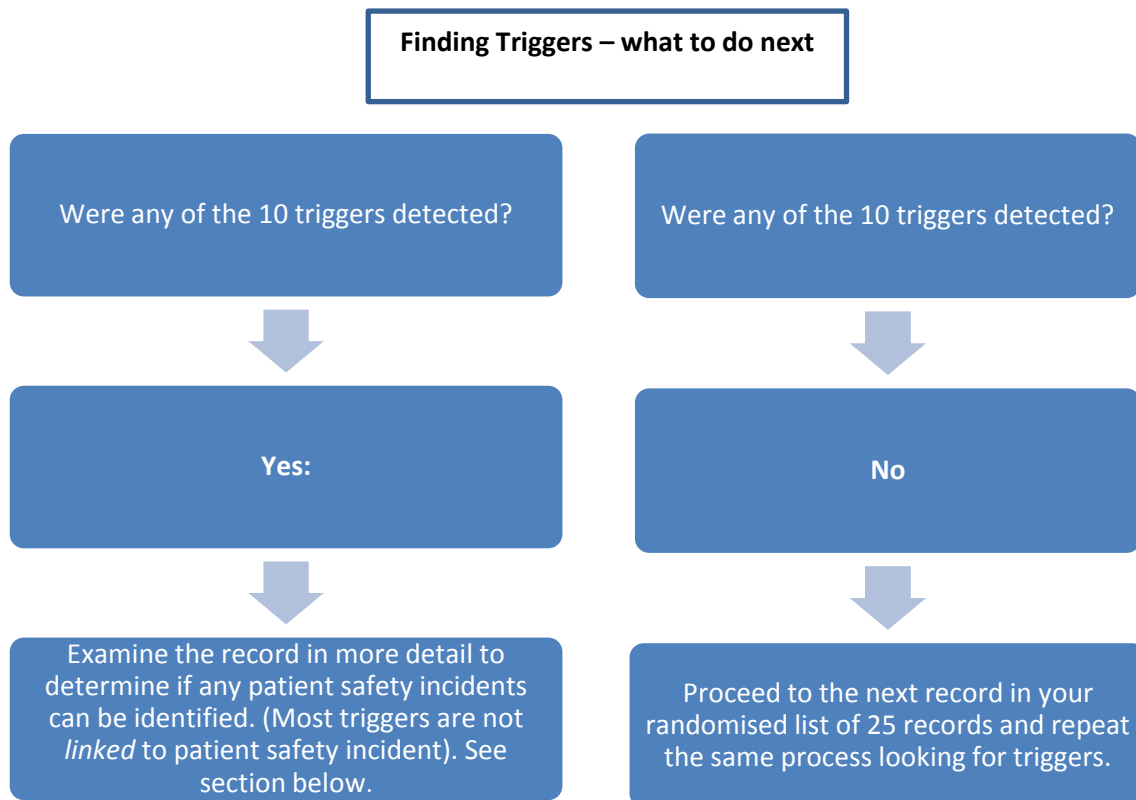 Finding Triggers – what to do next
Were any of the 10 triggers detected?
Yes:
Examine the record in more detail to
determine if any patient safety incidents
can be identified. (Most triggers are not
linked to patient safety incident). See
section below.
Were any of the 10 triggers detected?
No
Proceed to the next record in your
randomised list of 25 records and repeat
the same process looking for triggers.